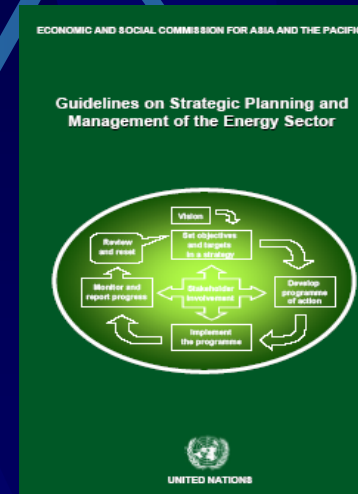 ECONOMIC AND SOCIAL COMMISSION FOR ASIA AND THE PACIFIC
Guidelines on Strategic Planning and
Management of the Energy Sector
Vision
Set objectives
and targets
in a strategy
Review
and reset
Monitor and
report progress
Stakeholder
involvement
Develop
programme
of action
Implement
the programme
UNITED NATIONS